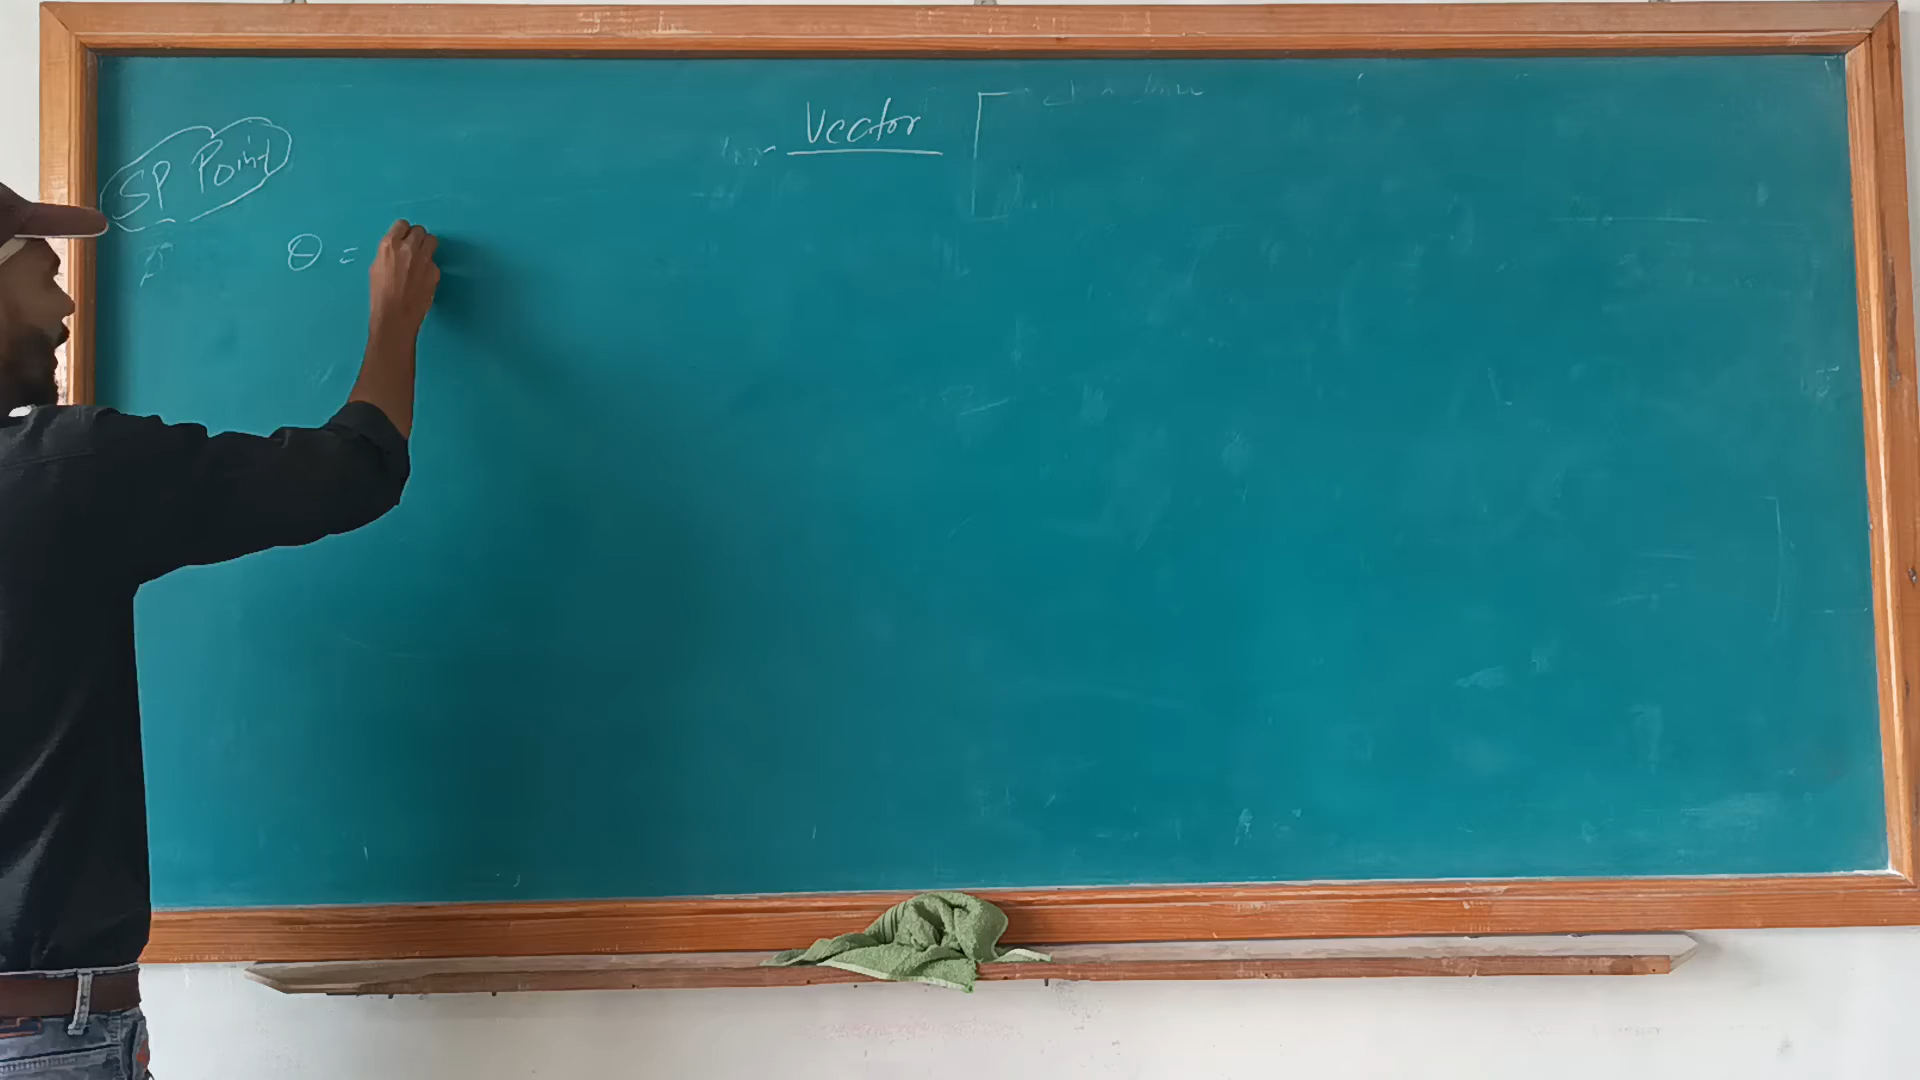 Vector
SP Point
θ =